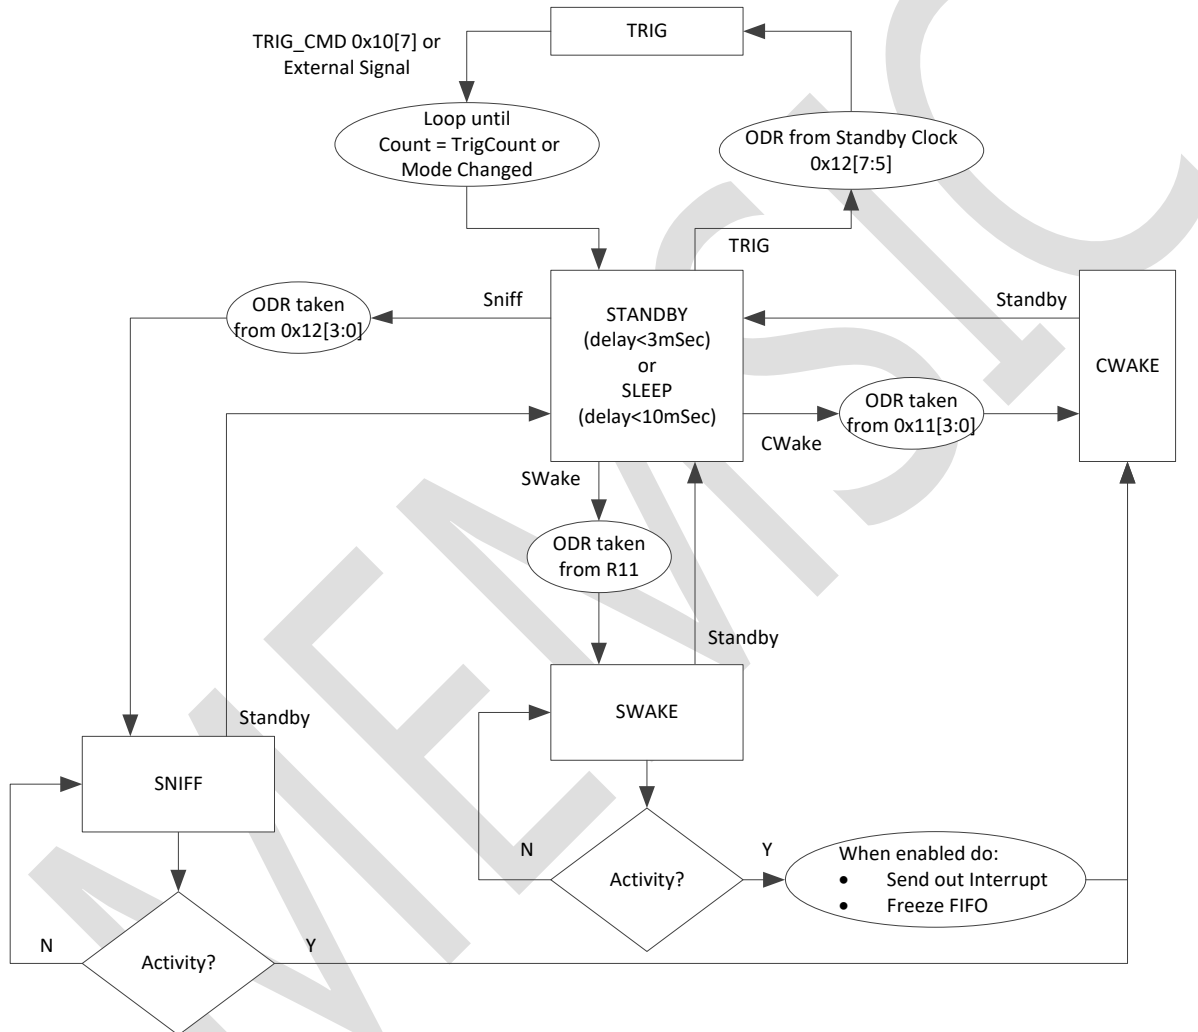 TRIG
TRIG_CMD 0x10[7] or
External Signal
Loop until
Count = TrigCount or
Mode Changed
ODR from Standby Clock
0x12[7:5]
TRIG
ODR taken
from 0x12[3:0]
Sniff
STANDBY
(delay<3mSec)
or
SLEEP
(delay<10mSec)
Standby
CWAKE
ODR taken
from 0x11[3:0]
CWake
SWake
ODR taken
from R11
Standby
SWAKE
Standby
SNIFF
N
Activity?
Y
When enabled do:
• Send out Interrupt
• Freeze FIFO
N
Activity?
Y
MEMSIC